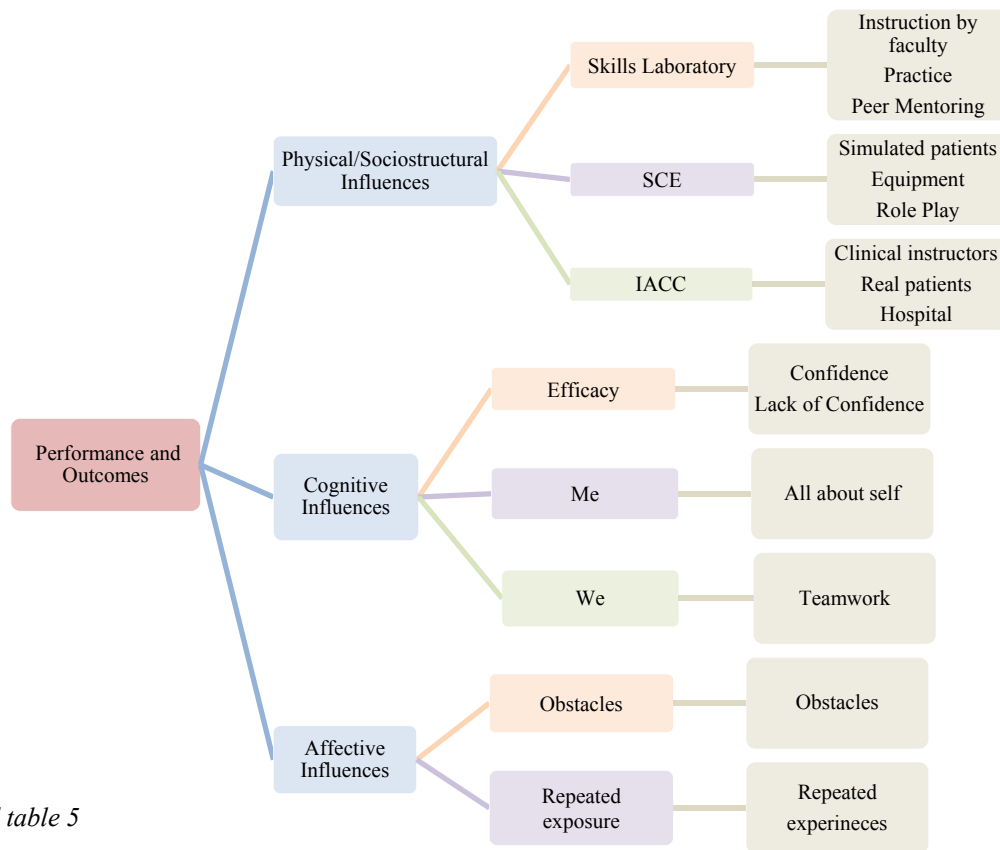 Performance and
Outcomes
Physical/Sociostructural
Influences
Skills Laboratory
Instruction by
faculty
Practice
Peer Mentoring
SCE
Simulated patients
Equipment
Role Play
IACC
Clinical instructors
Real patients
Hospital
Cognitive
Influences
Efficacy
Confidence
Lack of Confidence
Me
All about self
We
Teamwork
Affective
Influences
Obstacles
Obstacles
Repeated
exposure
Repeated
experineces
table 5